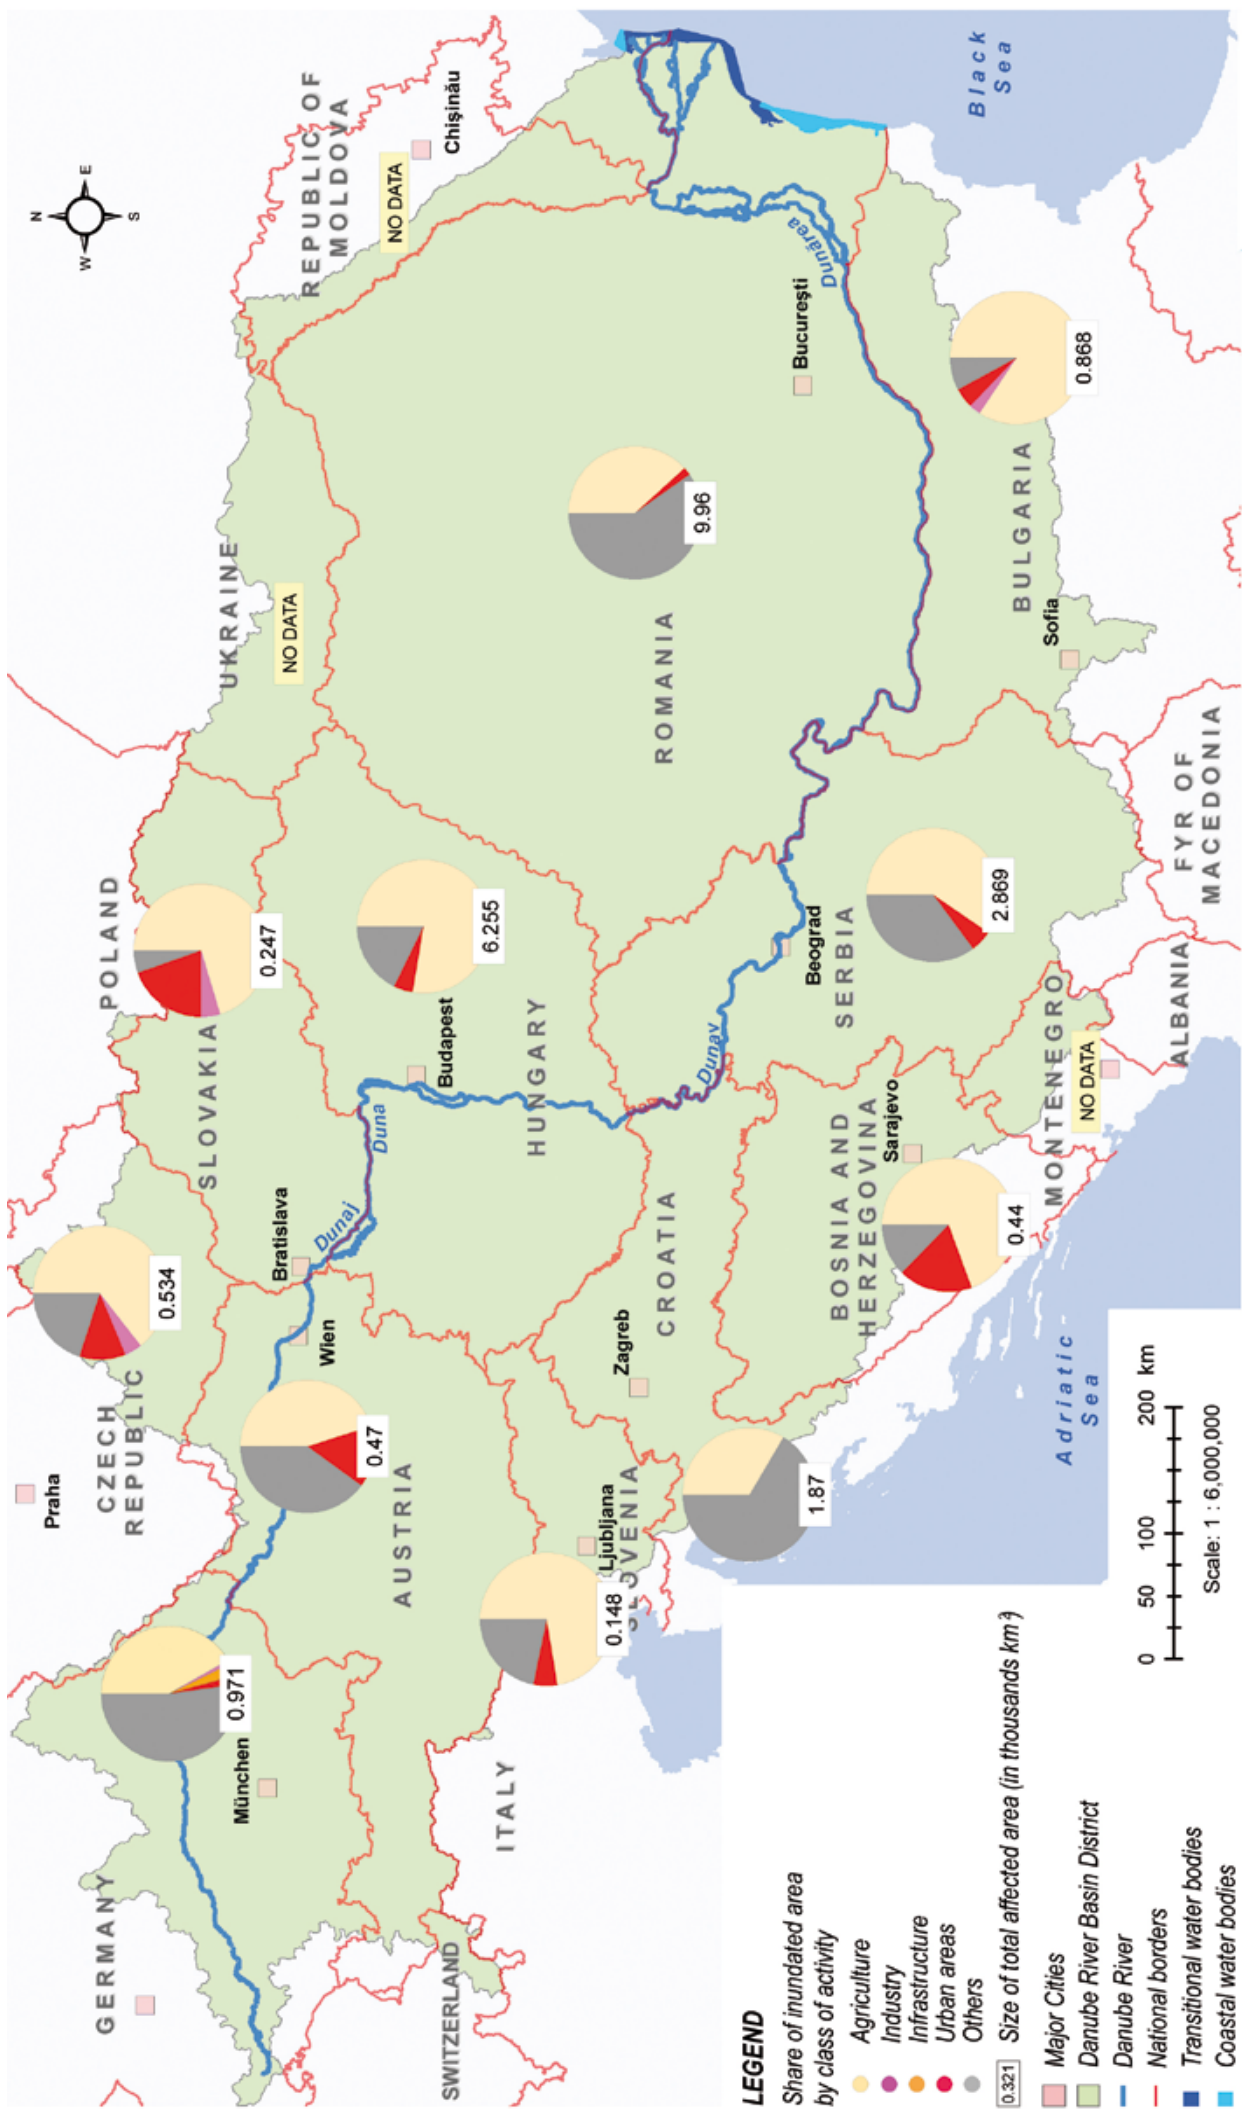 N
W
E
S
GERMANY
München
0.971
Praha
CZECH
REPUBLIC
0.534
POLAND
SLOVAKIA
0.247
UKRAINE
NO DATA
REPUBLIC OF
MOLDOVA
NO DATA
Chişinău
Wien
Bratislava
Dunaj
Duna
Budapest
6.255
HUNGARY
AUSTRIA
0.47
SWITZERLAND
ITALY
Ljubljana
SLOVENIA
0.148
Zagreb
CROATIA
1.87
ROMANIA
9.96
Bucureşti
Dunărea
Black
Sea
Dunav
Beograd
SERBIA
2.869
BOSNIA AND
HERZEGOVINA
Sarajevo
0.44
MONTENEGRO
NO DATA
ALBANIA
FYR OF
MACEDONIA
Sofia
BULGARIA
0.868
Adriatic
Sea
LEGEND
Share of inundated area
by class of activity
Agriculture
Industry
Infrastructure
Urban areas
Others
0.321 Size of total affected area (in thousands km²)
Major Cities
Danube River Basin District
Danube River
National borders
Transitional water bodies
Coastal water bodies
0 50 100 200 km
Scale: 1 : 6,000,000